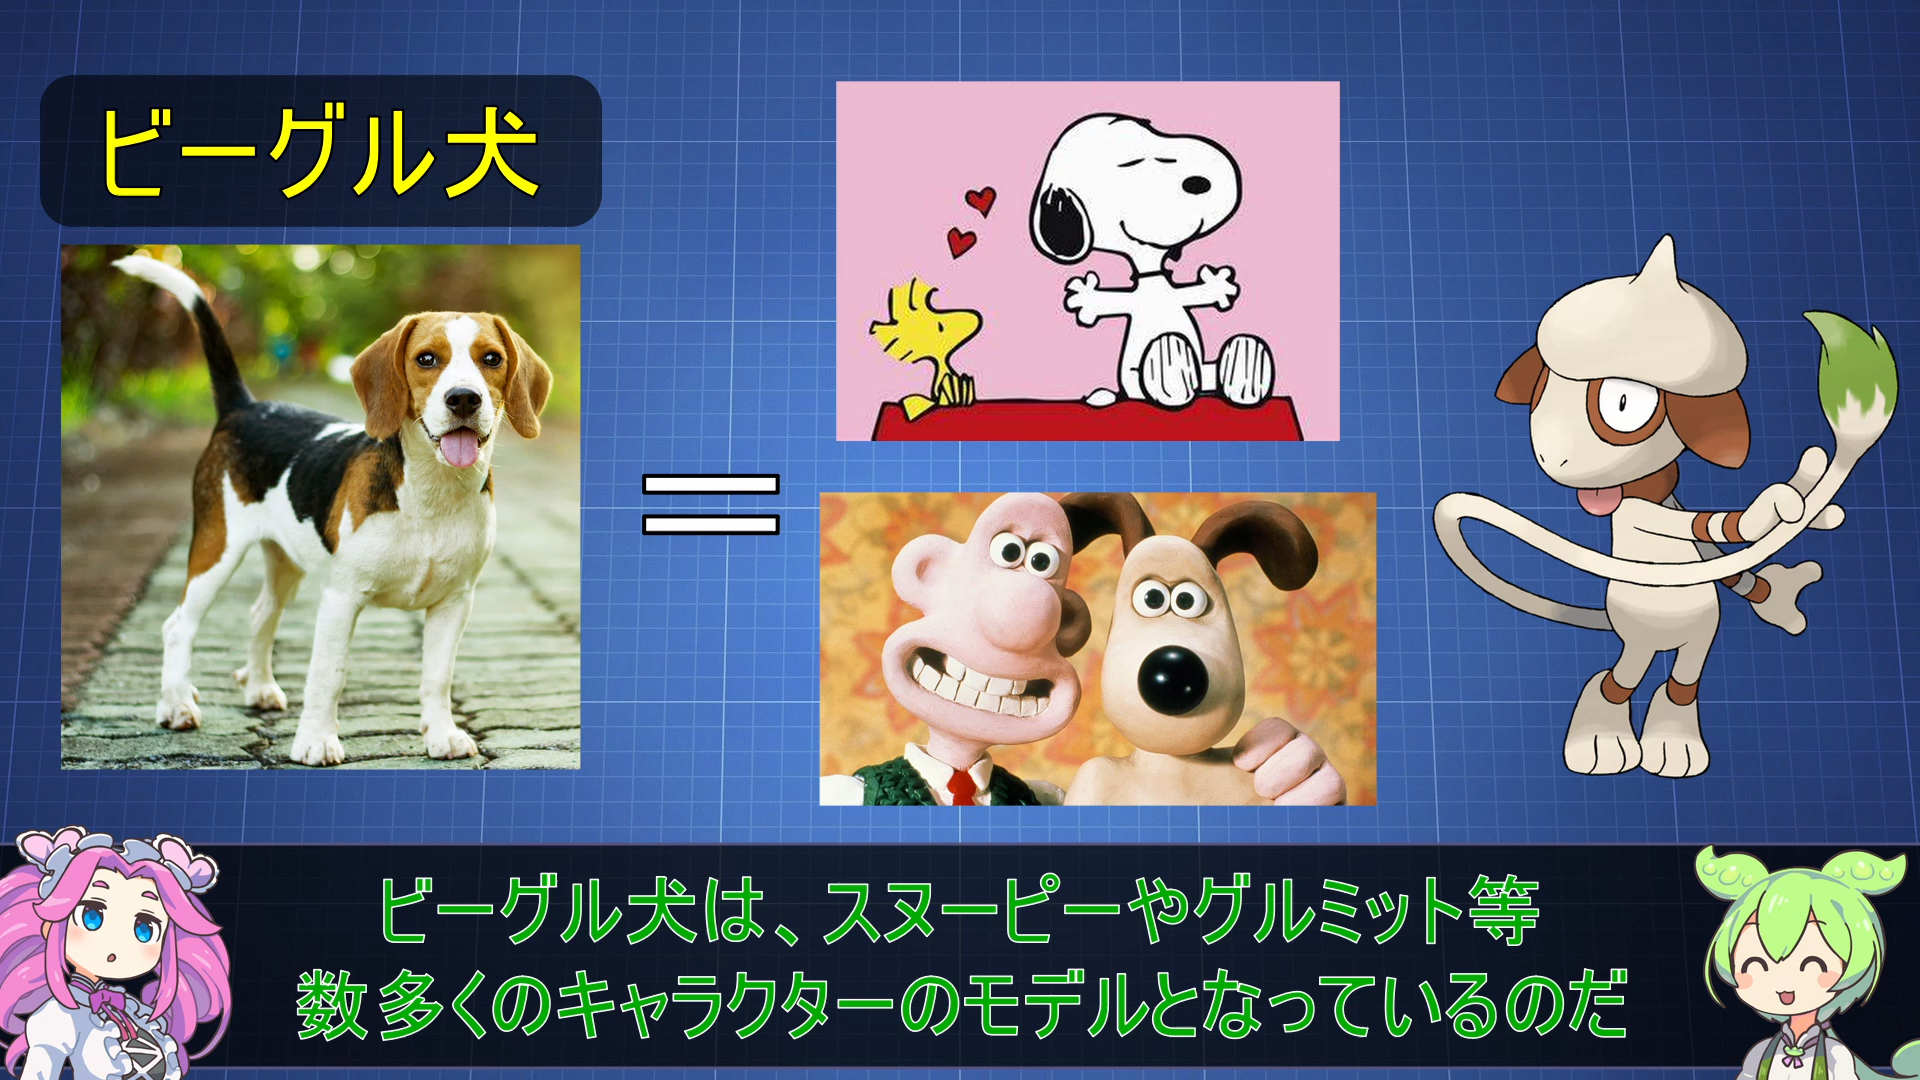 ビーグル犬
ビーグル犬は、スヌーピーやグルミット等
数多くのキャラクターのモデルとなっているのだ